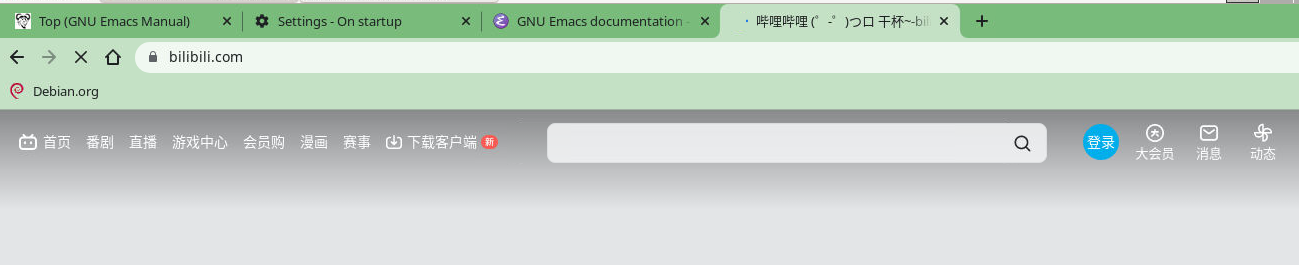 Top (GNU Emacs Manual)
Settings - On startup
GNU Emacs documentation -
哔哩哔哩 (゜-゜)つロ 干杯~-bili
bilibili.com
Debian.org
首页 番剧 直播 游戏中心 会员购 漫画 赛事 下载客户端 新
登录
大会员 消息 动态